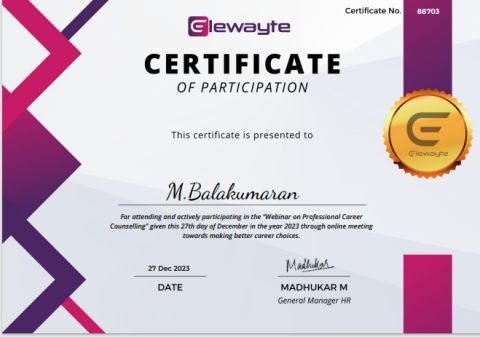 Certificate No. 88703
Glewayte
CERTIFICATE
OF PARTICIPATION
Glewayte
This certificate is presented to
M.Balakumaran
For attending and actively participating in the "Webinar on Professional Career
Counselling" given this 27th day of December in the year 2023 through online meeting
towards making better career choices.
27 Dec 2023
Madhukar
DATE
MADHUKAR M
General Manager HR